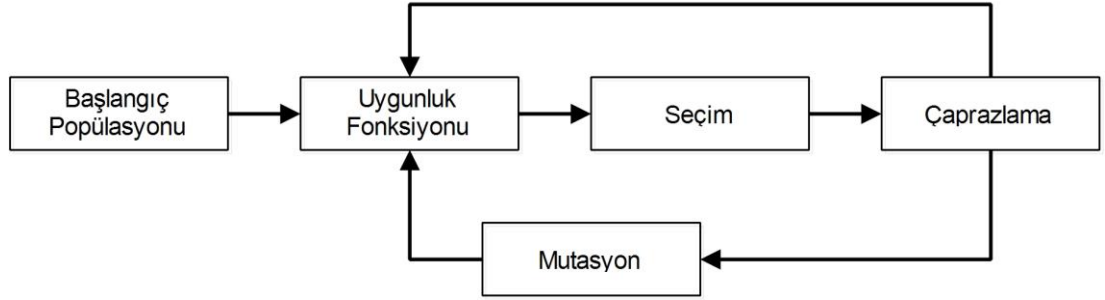 Başlangıç
Popülasyonu
Uygunluk
Fonksiyonu
Seçim
Çaprazlama
Mutasyon